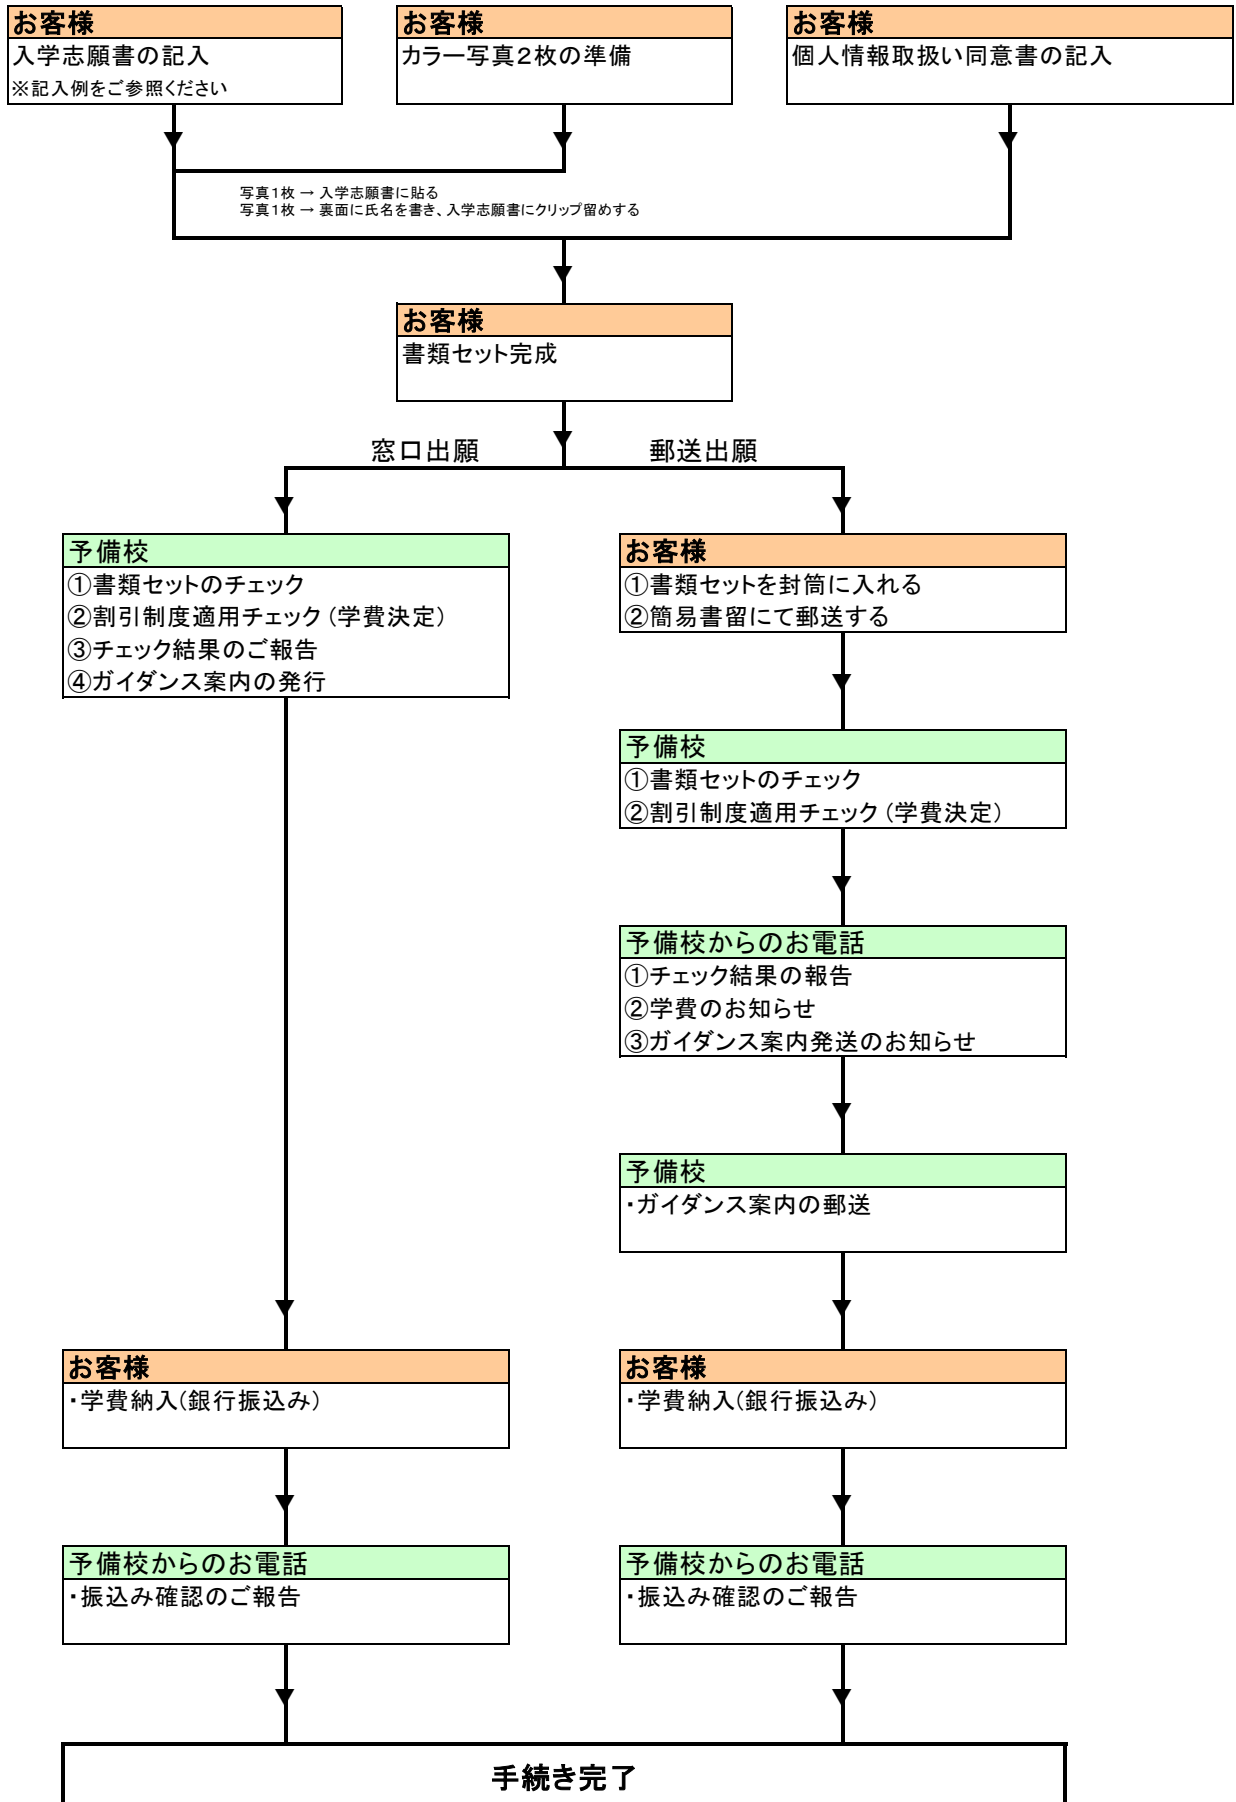 お客様
入学志願書の記入
※記入例をご参照ください
お客様
カラー写真2枚の準備
お客様
個人情報取扱い同意書の記入
写真1枚 → 入学志願書に貼る
写真1枚 → 裏面に氏名を書き、入学志願書にクリップ留めする
お客様
書類セット完成
窓口出願
郵送出願
予備校
①書類セットのチェック
②割引制度適用チェック（学費決定）
③チェック結果のご報告
④ガイダンス案内の発行
お客様
①書類セットを封筒に入れる
②簡易書留にて郵送する
予備校
①書類セットのチェック
②割引制度適用チェック（学費決定）
予備校からのお電話
①チェック結果の報告
②学費のお知らせ
③ガイダンス案内発送のお知らせ
予備校
・ガイダンス案内の郵送
お客様
・学費納入(銀行振込み）
お客様
・学費納入(銀行振込み）
予備校からのお電話
・振込み確認のご報告
予備校からのお電話
・振込み確認のご報告
手続き完了